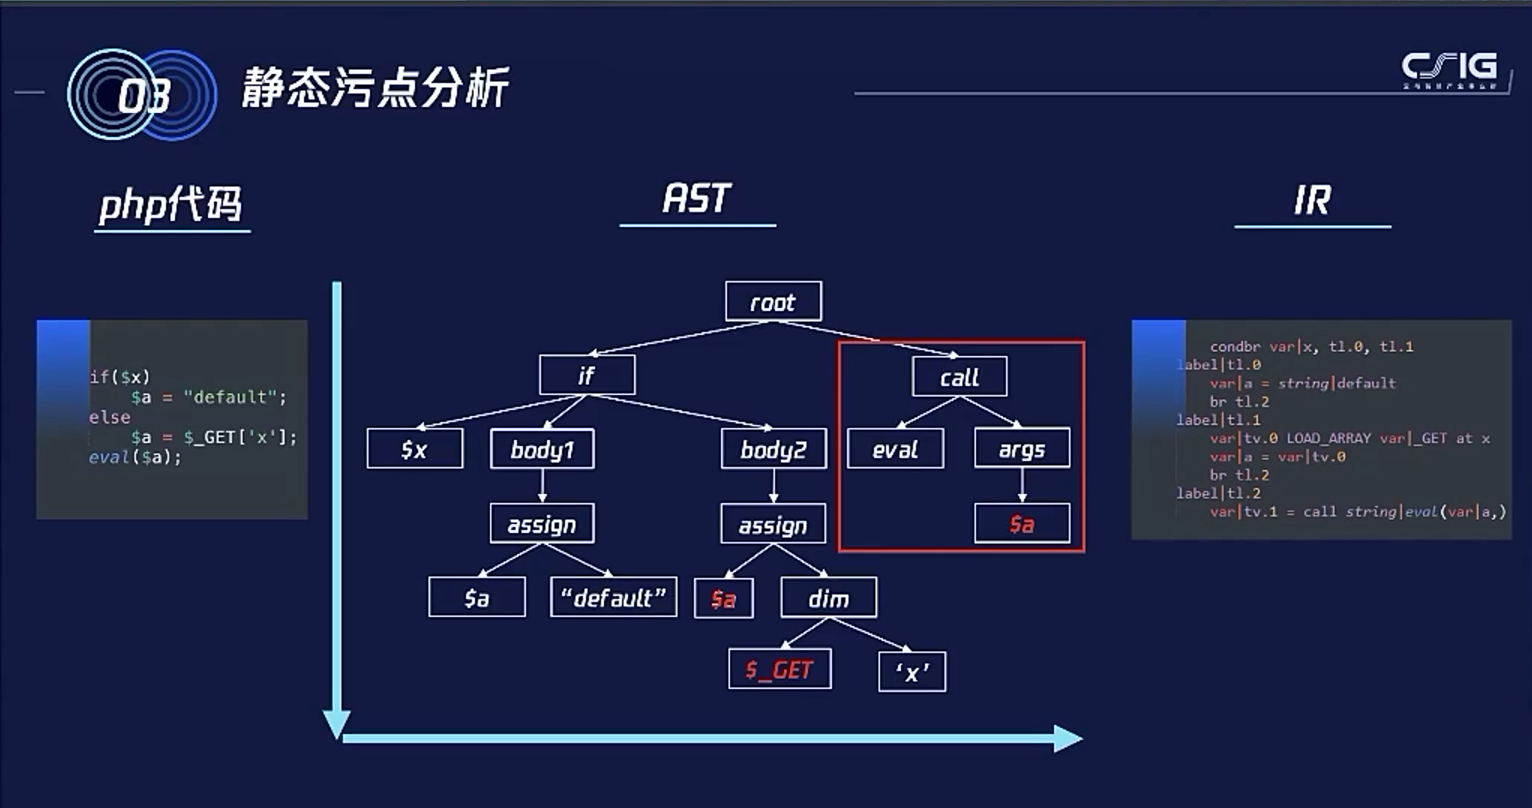 03
静态污点分析
CSIG
php代码
AST
IR
if($x)
$a = "default";
else
$a = $_GET['x'];
eval($a);
root
if
call
$x
body1
body2
eval
args
assign
assign
$a
$a
“default”
$a
dim
$_GET
‘x’
condbr var|x, tl.0, tl.1
label|tl.0
var|a = string|default
br tl.2
label|tl.1
var|tv.0 LOAD_ARRAY var|_GET at x
var|a = var|tv.0
br tl.2
label|tl.2
var|tv.1 = call string|eval(var|a,)